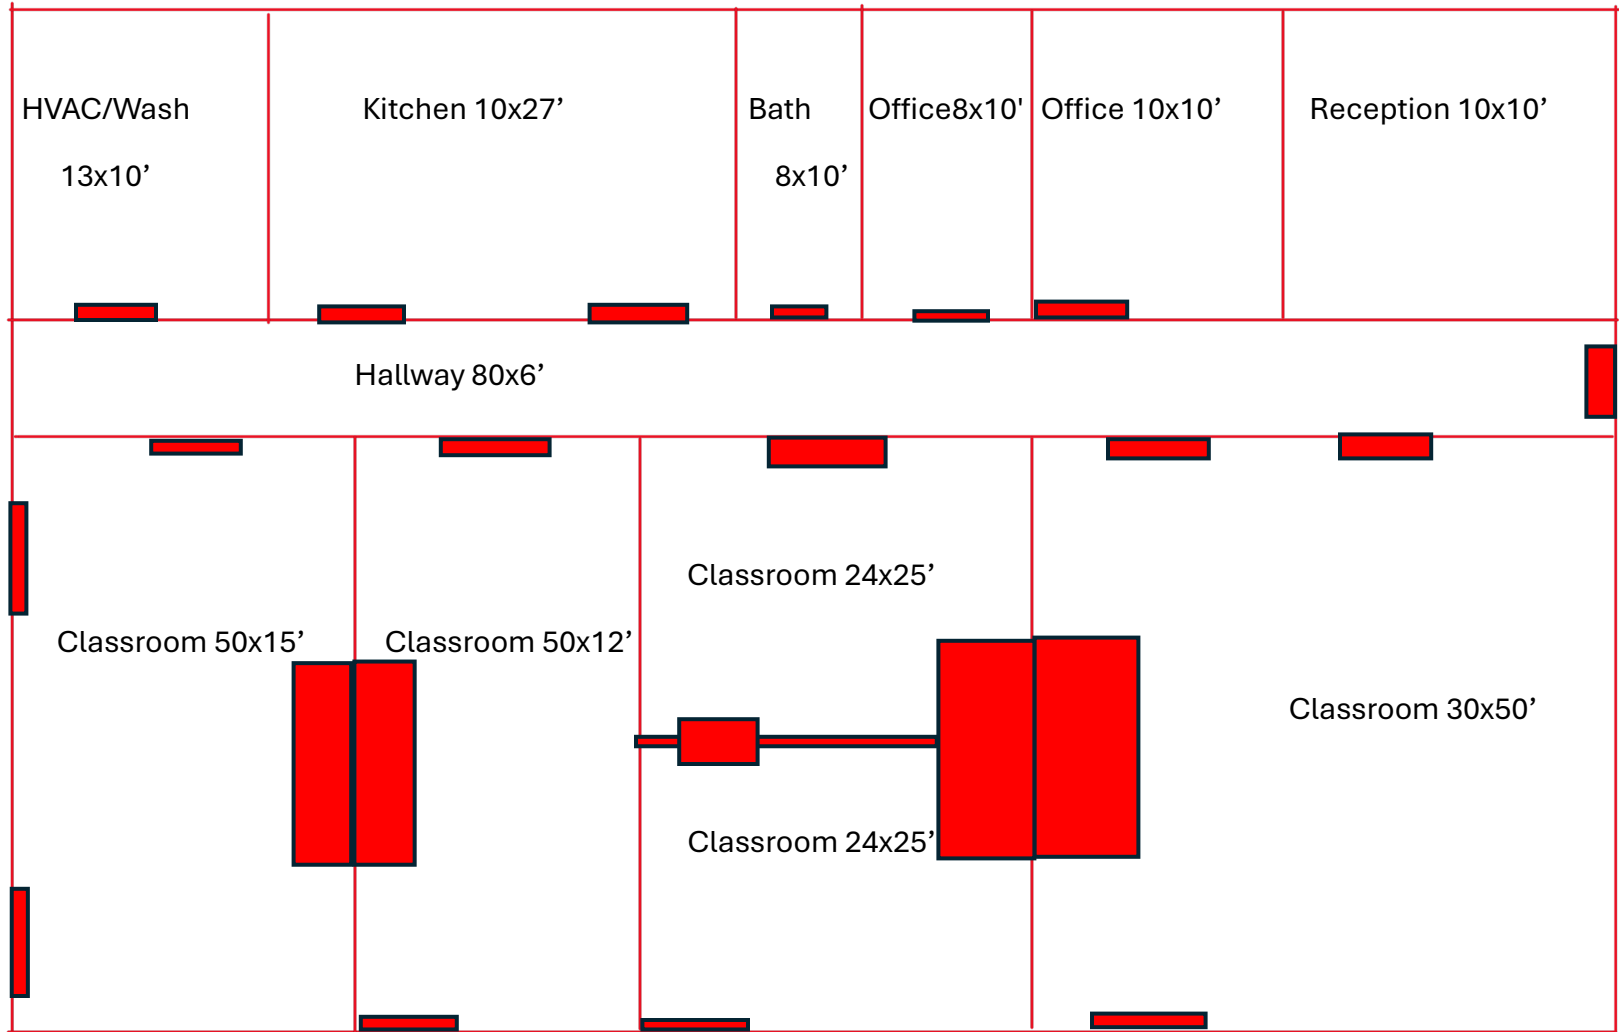 HVAC/Wash
13x10’
Kitchen 10x27’
Bath
8x10’
Office8x10'
Office 10x10’
Reception 10x10’
Hallway 80x6’
Classroom 50x15’
Classroom 50x12’
Classroom 24x25’
Classroom 24x25’
Classroom 30x50’